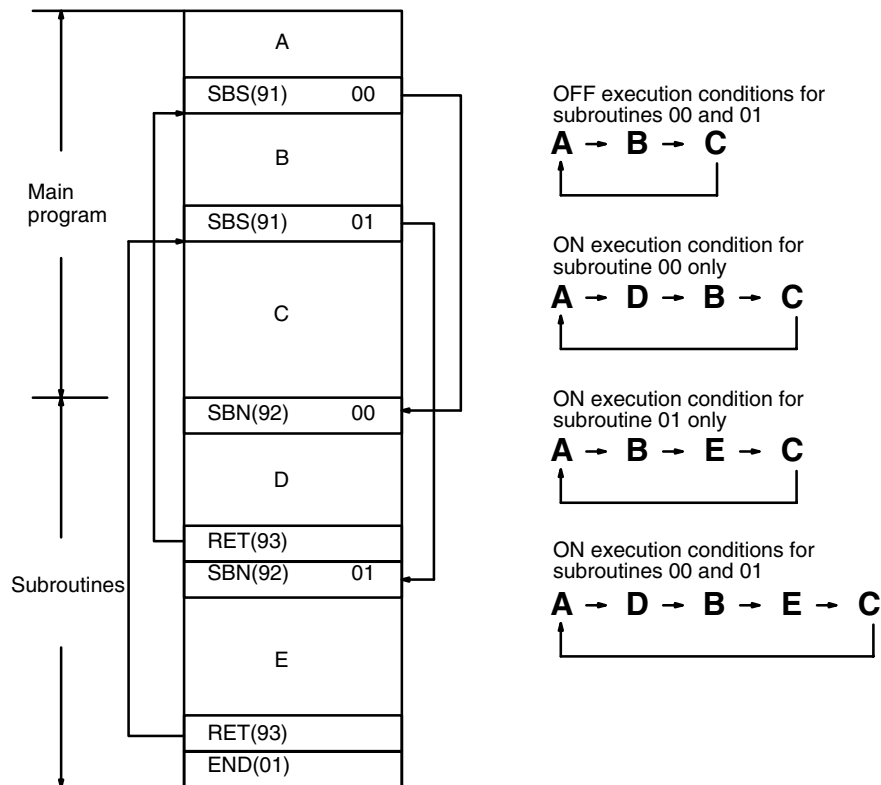 A
SBS(91) 00
B
Main
program
SBS(91) 01
C
SBN(92) 00
D
RET(93)
SBN(92) 01
Subroutines
E
RET(93)
END(01)
OFF execution conditions for
subroutines 00 and 01
A → B → C
ON execution condition for
subroutine 00 only
A → D → B → C
ON execution condition for
subroutine 01 only
A → B → E → C
ON execution conditions for
subroutines 00 and 01
A → D → B → E → C